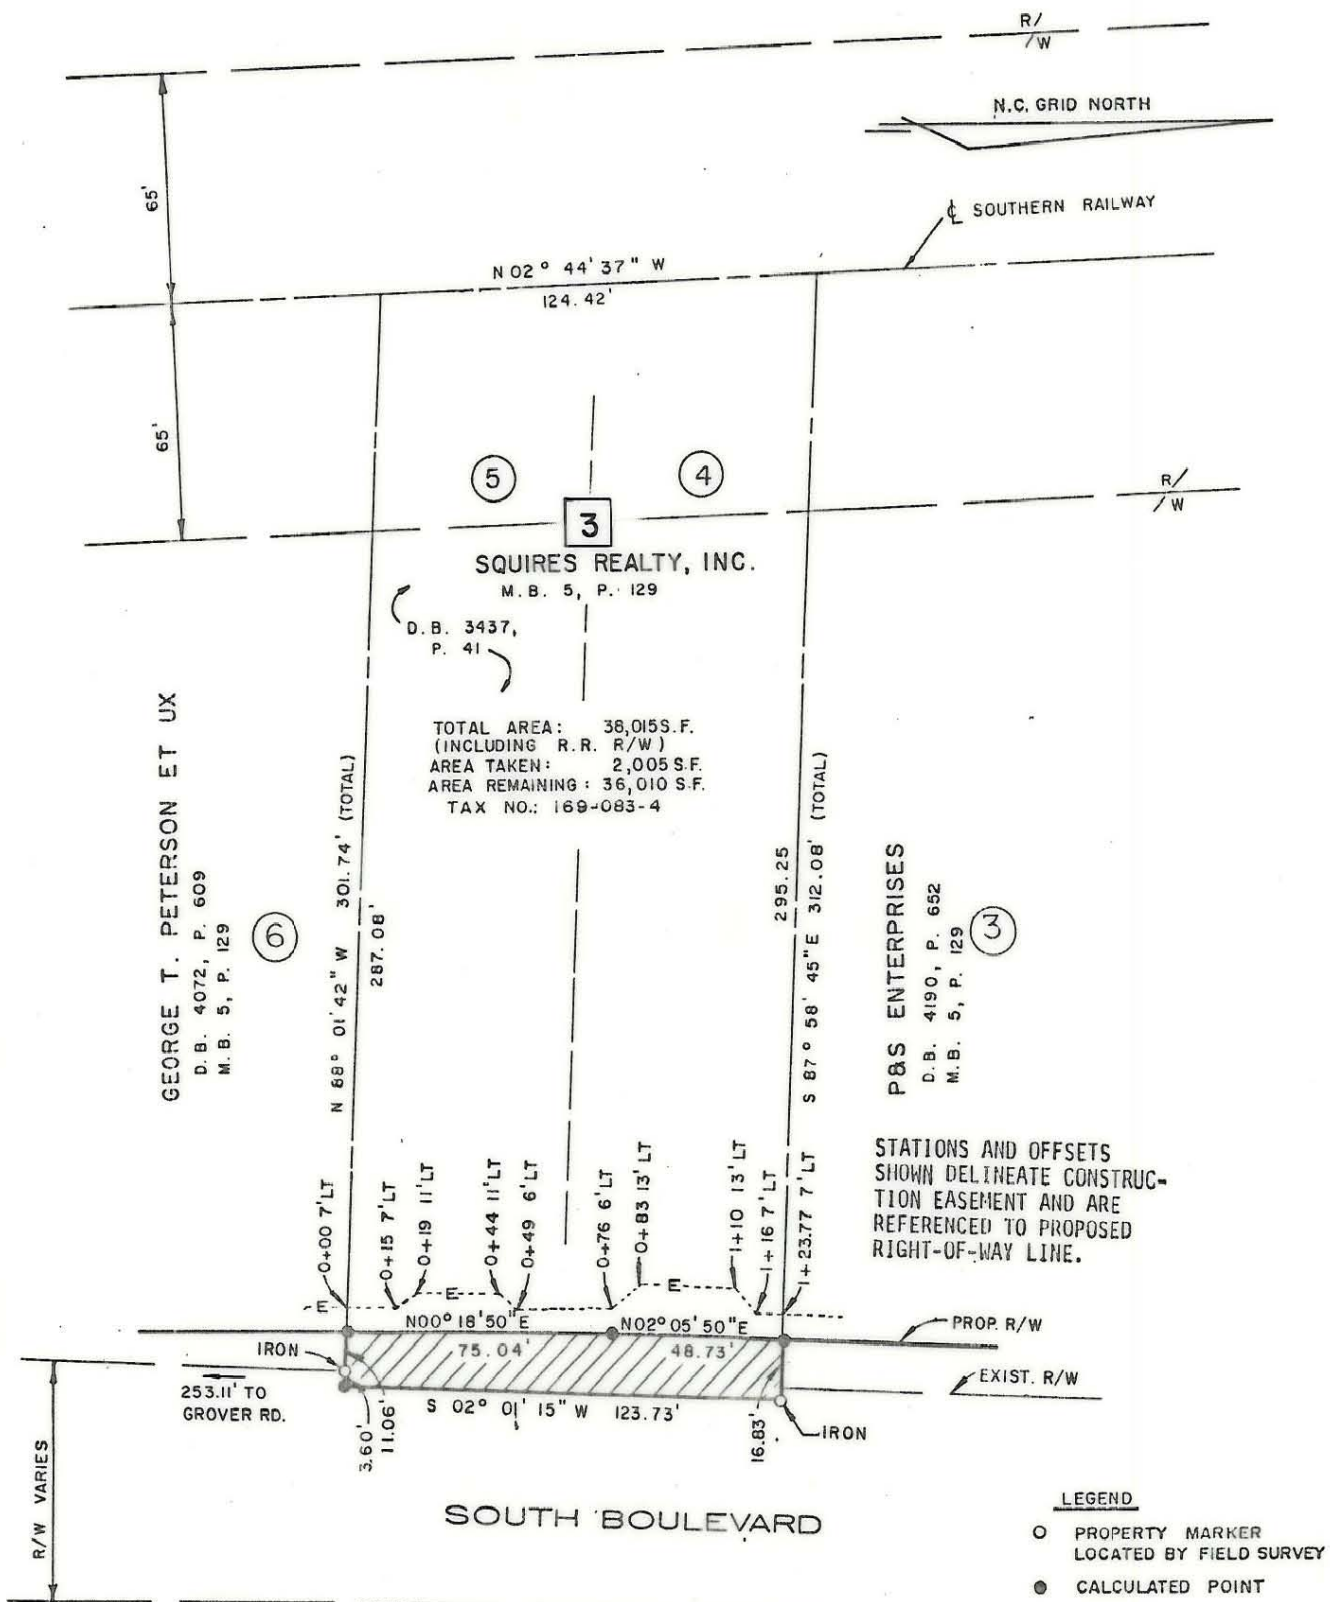 R/
/W
N.C. GRID NORTH
65'
℄ SOUTHERN RAILWAY
N 02° 44' 37" W
124.42'
65'
5
4
R/
/W
3
SQUIRES REALTY, INC.
M.B. 5, P. 129
D.B. 3437,
P. 41
TOTAL AREA: 38,015 S.F.
(INCLUDING R.R. R/W)
AREA TAKEN: 2,005 S.F.
AREA REMAINING: 36,010 S.F.
TAX NO.: 169-083-4
GEORGE T. PETERSON ET UX
D.B. 4072, P. 609
M.B. 5, P. 129
6
N 88° 01' 42" W 301.74' (TOTAL)
287.08'
295.25
S 87° 58' 45" E 312.08' (TOTAL)
P&S ENTERPRISES
D.B. 4190, P. 652
M.B. 5, P. 129
3
STATIONS AND OFFSETS
SHOWN DELINEATE CONSTRUC-
TION EASEMENT AND ARE
REFERENCED TO PROPOSED
RIGHT-OF-WAY LINE.
0+00 7'LT
0+15 7'LT
0+19 11'LT
0+44 11'LT
0+49 6'LT
0+76 6'LT
0+83 13'LT
1+10 13'LT
1+16 7'LT
1+23.77 7'LT
E
E
E
N00° 18' 50" E
N02° 05' 50" E
PROP. R/W
IRON
75.04'
48.73'
EXIST. R/W
253.11' TO
GROVER RD.
S 02° 01' 15" W 123.73'
3.60'
11.06'
16.83'
IRON
R/W VARIES
SOUTH BOULEVARD
LEGEND
PROPERTY MARKER
LOCATED BY FIELD SURVEY
CALCULATED POINT